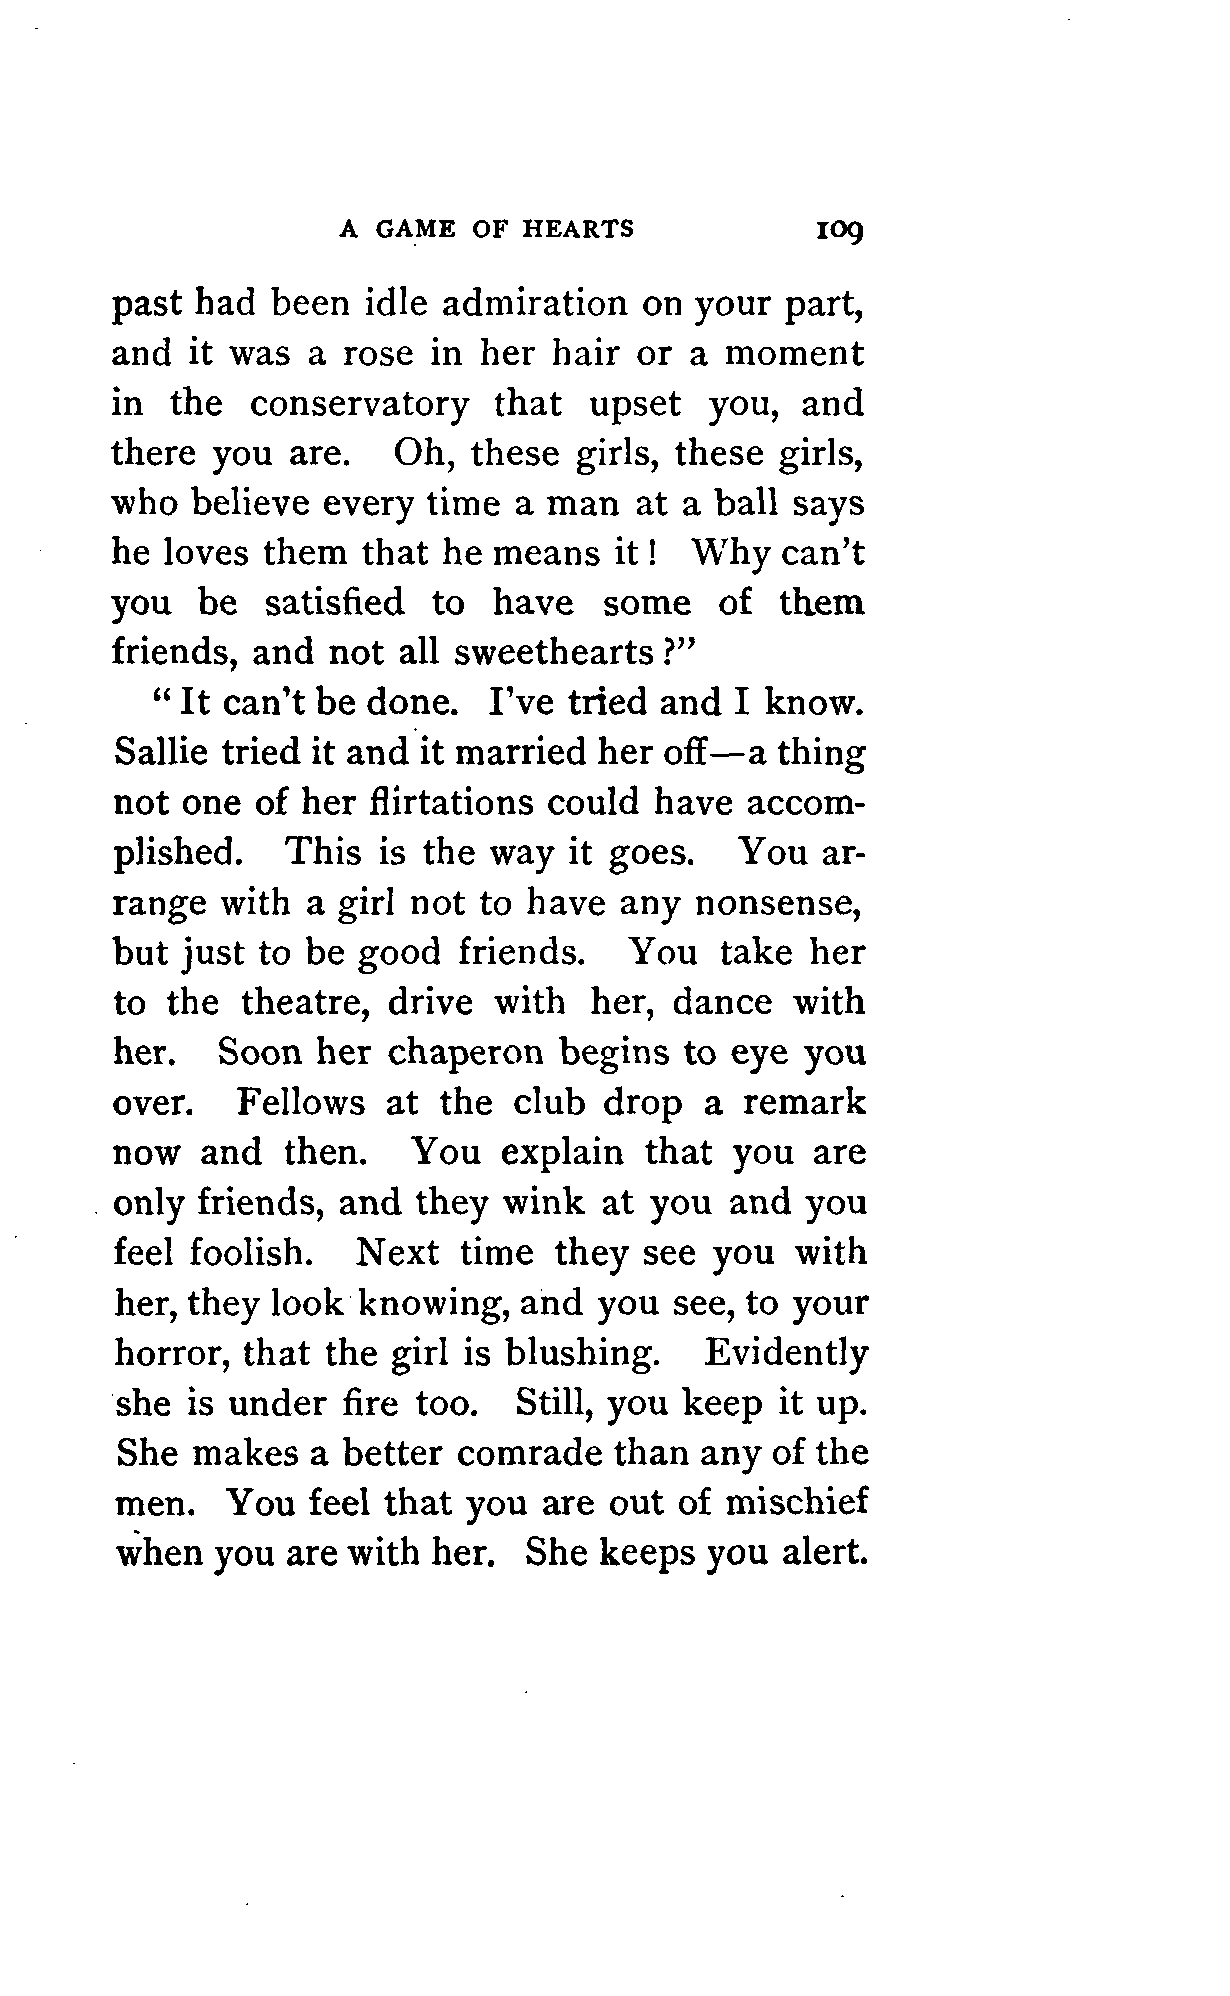 A GAME OF HEARTS 109
past had been idle admiration on your part,
and it was a rose in her hair or a moment
in the conservatory that upset you, and
there you are. Oh, these girls, these girls,
who believe every time a man at a ball says
he loves them that he means it! Why can't
you be satisfied to have some of them
friends, and not all sweethearts?"
"It can't be done. I've tried and I know.
Sallie tried it and it married her off—a thing
not one of her flirtations could have accom-
plished. This is the way it goes. You ar-
range with a girl not to have any nonsense,
but just to be good friends. You take her
to the theatre, drive with her, dance with
her. Soon her chaperon begins to eye you
over. Fellows at the club drop a remark
now and then. You explain that you are
only friends, and they wink at you and you
feel foolish. Next time they see you with
her, they look knowing, and you see, to your
horror, that the girl is blushing. Evidently
she is under fire too. Still, you keep it up.
She makes a better comrade than any of the
men. You feel that you are out of mischief
when you are with her. She keeps you alert.